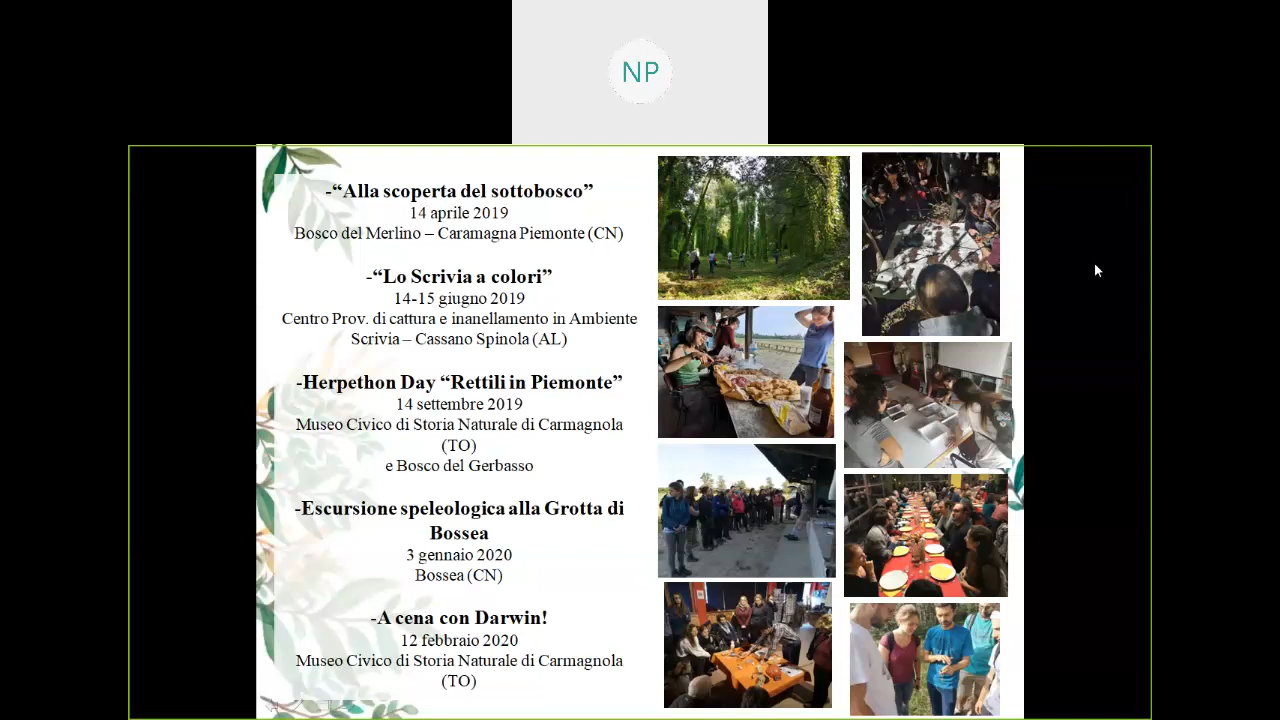 NP
-“Alla scoperta del sottobosco”
14 aprile 2019
Bosco del Merlino – Caramagna Piemonte (CN)
-“Lo Scrivia a colori”
14-15 giugno 2019
Centro Prov. di cattura e inanellamento in Ambiente
Scrivia – Cassano Spinola (AL)
-Herpethon Day “Rettili in Piemonte”
14 settembre 2019
Museo Civico di Storia Naturale di Carmagnola
(TO)
e Bosco del Gerbasso
-Escursione speleologica alla Grotta di
Bossea
3 gennaio 2020
Bossea (CN)
-A cena con Darwin!
12 febbraio 2020
Museo Civico di Storia Naturale di Carmagnola
(TO)